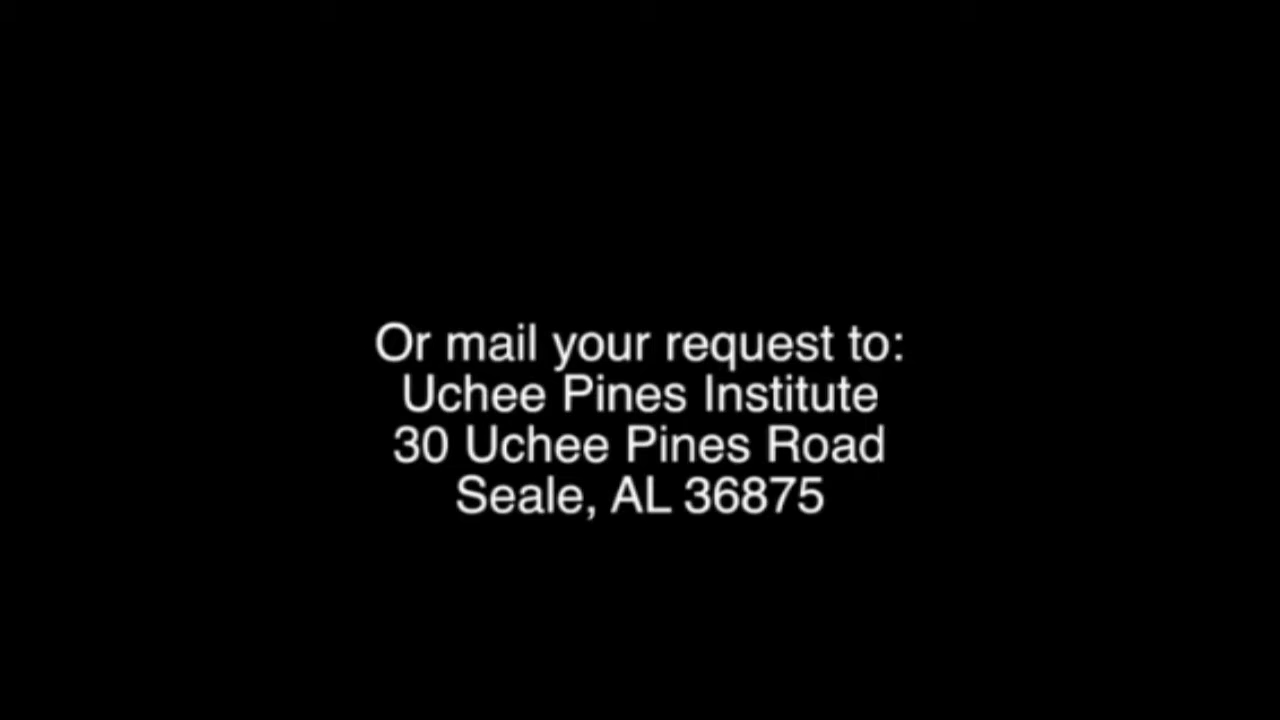 Or mail your request to:
Uchee Pines Institute
30 Uchee Pines Road
Seale, AL 36875